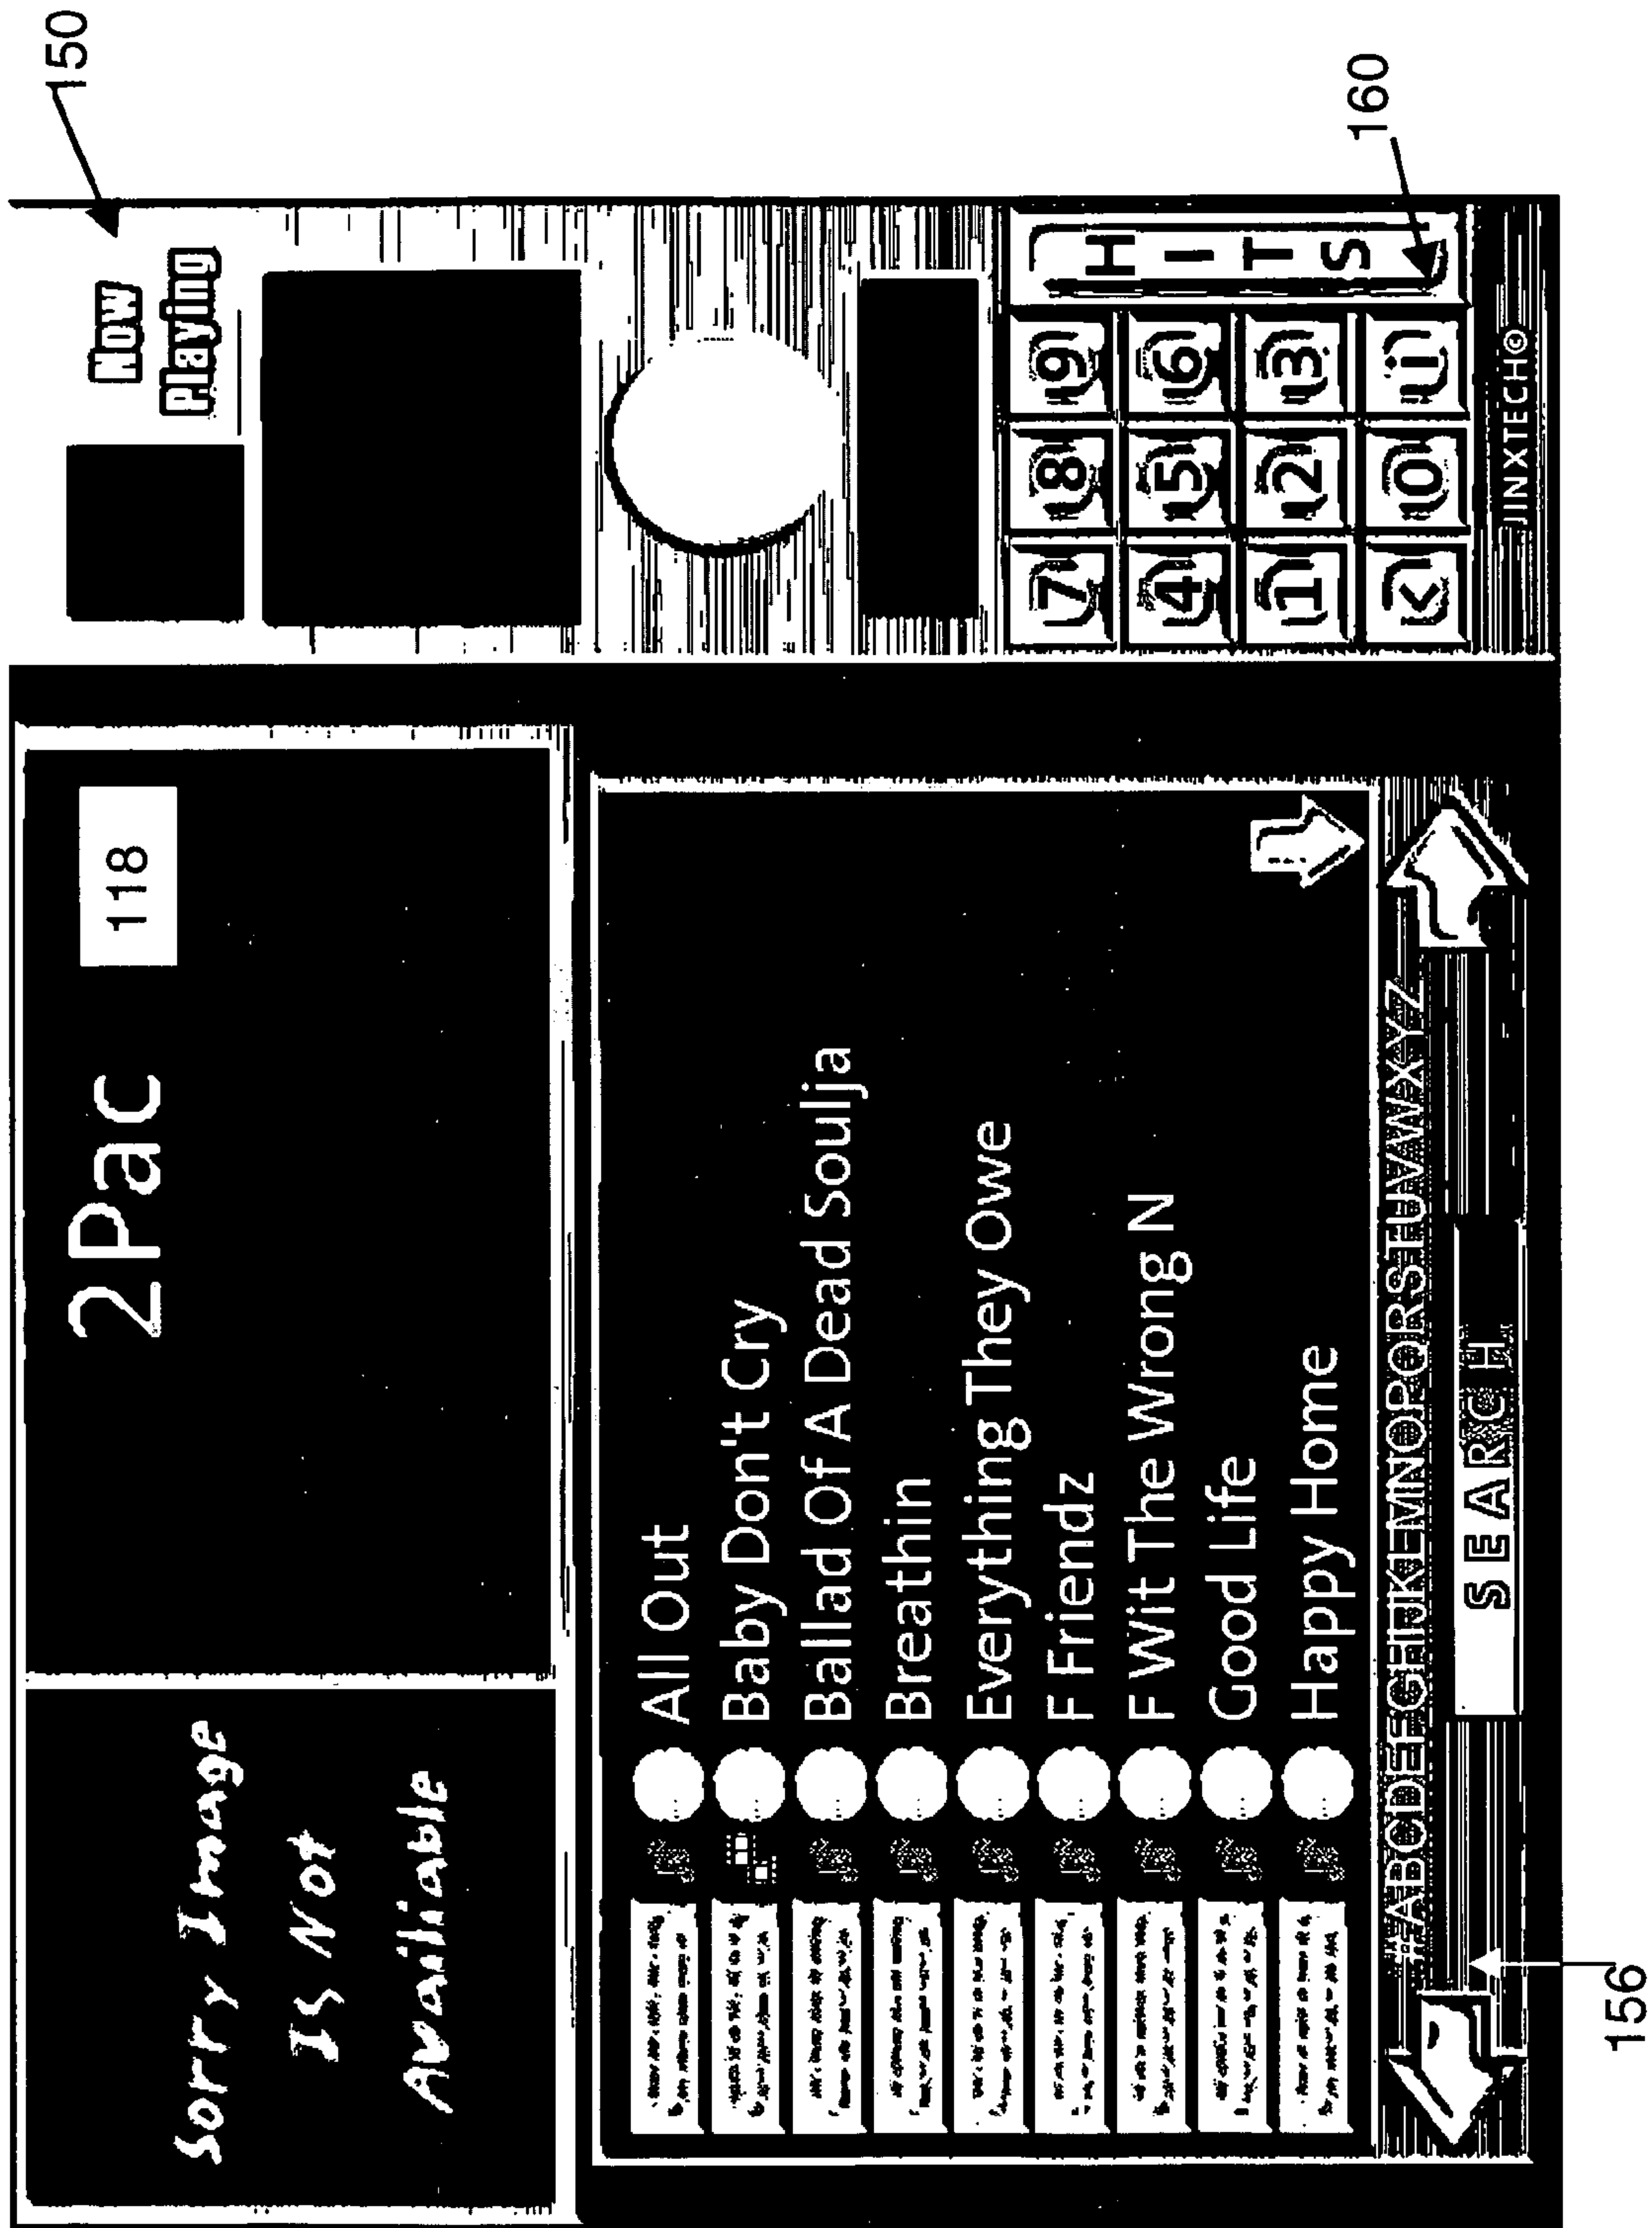 150
Now
Playing
Sorry Image
Is Not
Availiable
2Pac
118
All Out
Baby Don't Cry
Ballad Of A Dead Soulja
Breathin
Everything They Owe
F Friendz
F Wit The Wrong N
Good Life
Happy Home
7 8 9
4 5 6
1 2 3
< 0 i
HITS
160
#ABCDEFGHIJKLMNOPQRSTUVWXYZ
SEARCH
JINXTECH©
156